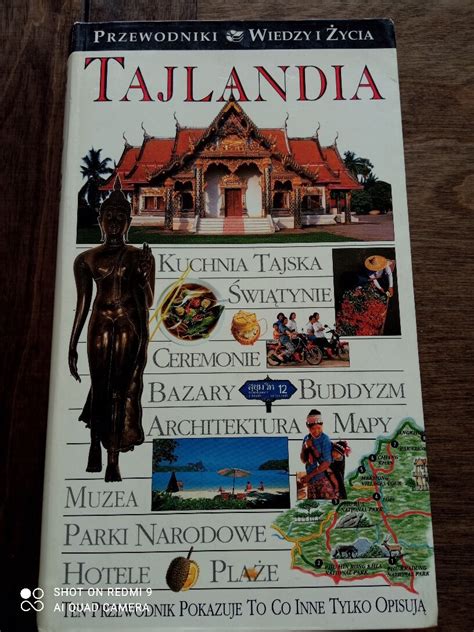 PRZEWODNIKI WIEDZY I ŻYCIA
TAJLANDIA
KUCHNIA TAJSKA
ŚWIĄTYNIE
CEREMONIE
BAZARY 12 BUDDYZM
ARCHITEKTURA MAPY
MUZEA
PARKI NARODOWE
HOTELE PLAŻE
TEN PRZEWODNIK POKAZUJE TO CO INNE TYLKO OPISUJĄ
SHOT ON REDMI 9
AI QUAD CAMERA